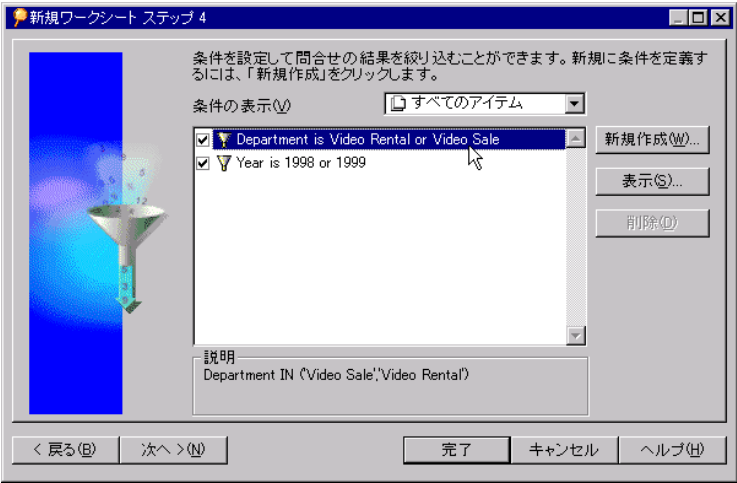 新規ワークシート ステップ 4
条件を設定して問合せの結果を絞り込むことができます。新規に条件を定義す
るには、「新規作成」をクリックします。
条件の表示(V)
すべてのアイテム
Department is Video Rental or Video Sale
Year is 1998 or 1999
新規作成(W)...
表示(S)...
削除(D)
説明
Department IN ('Video Sale','Video Rental')
< 戻る(B)
次へ >(N)
完了
キャンセル
ヘルプ(H)